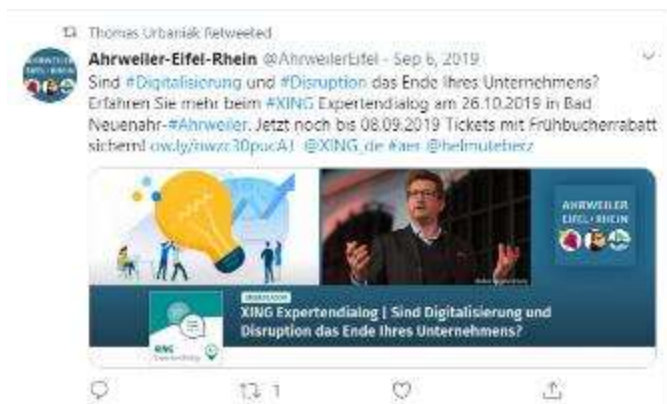 Thomas Urbaniak Retweeted
Ahrweiler-Eifel-Rhein @AhrweilerEifel - Sep 6, 2019
Sind #Digitalisierung und #Disruption das Ende Ihres Unternehmens?
Erfahren Sie mehr beim #XING Expertendialog am 26.10.2019 in Bad
Neuenahr-#Ahrweiler. Jetzt noch bis 08.09.2019 Tickets mit Frühbucherrabatt
sichern! @XING_de #aer @helmutebetz
AHRWEILER
EIFEL-RHEIN
XING Expertendialog | Sind Digitalisierung und
Disruption das Ende Ihres Unternehmens?
XING
1